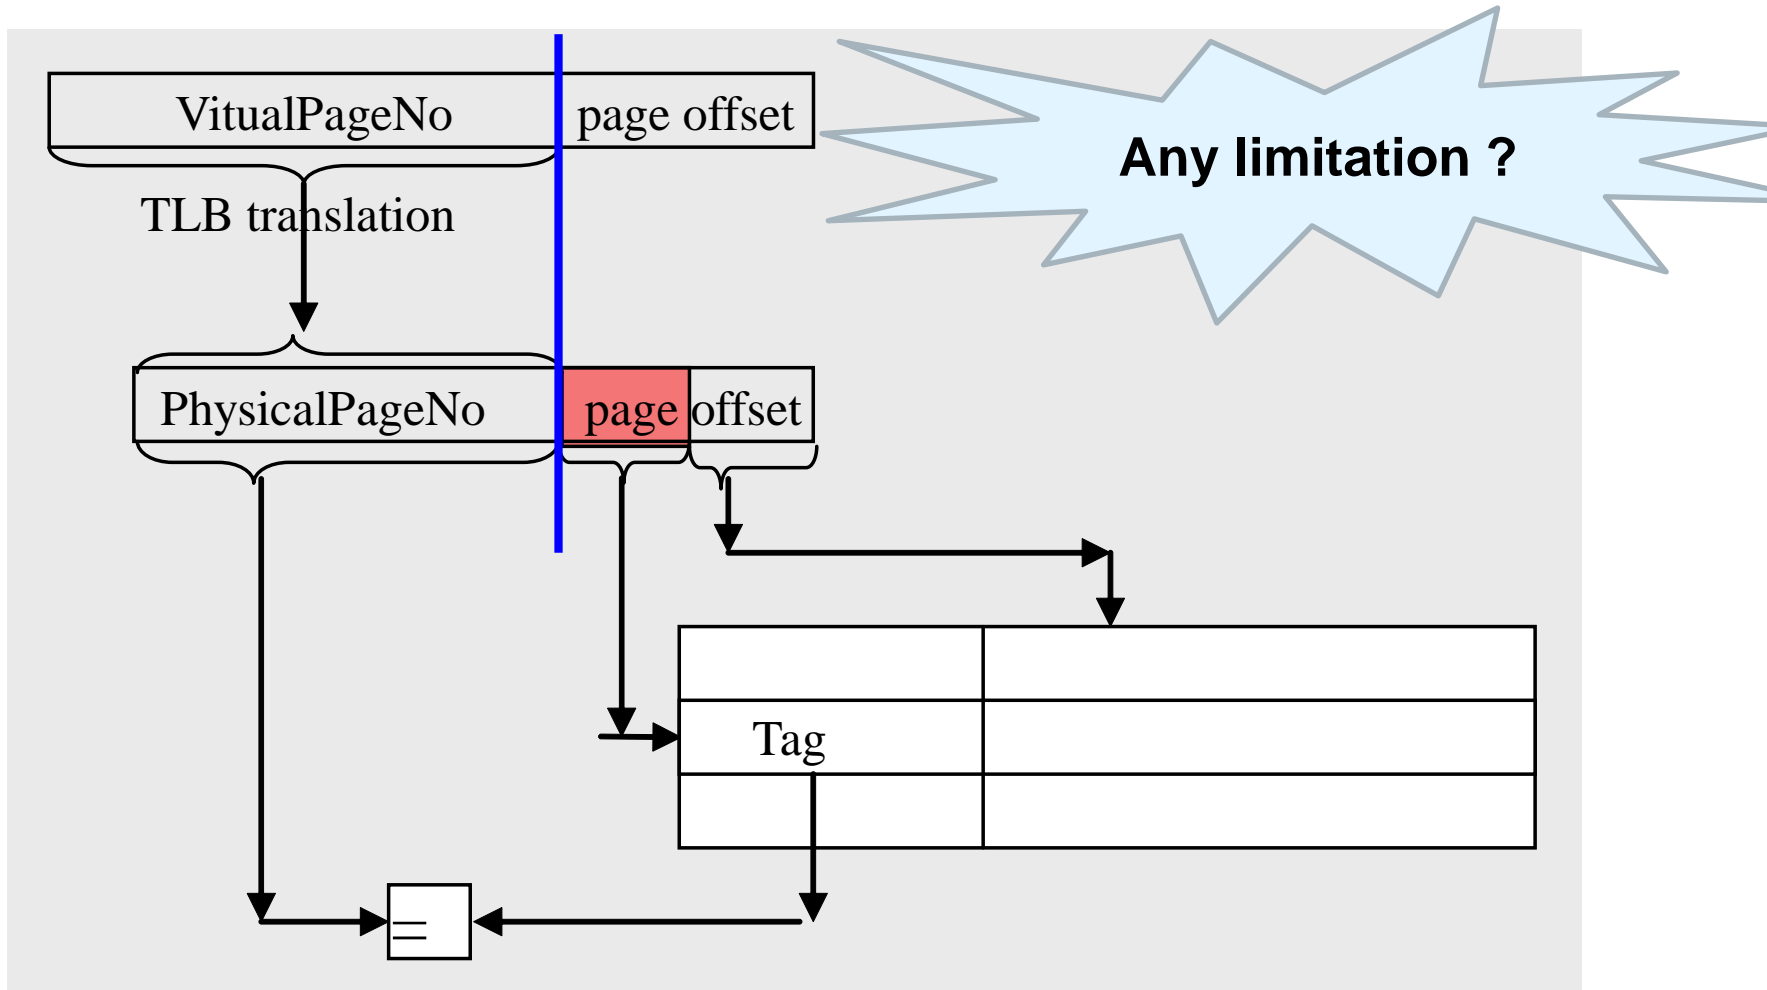 VitualPageNo page offset
Any limitation ?
TLB translation
PhysicalPageNo page offset
Tag
=